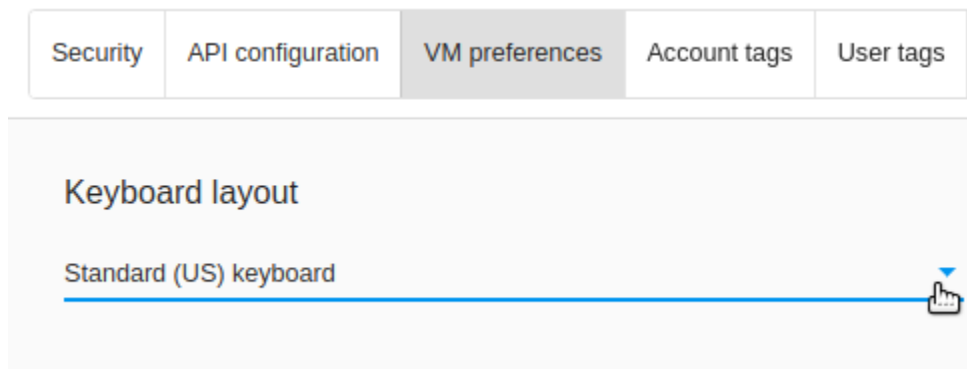 Security API configuration VM preferences Account tags User tags
Keyboard layout
Standard (US) keyboard